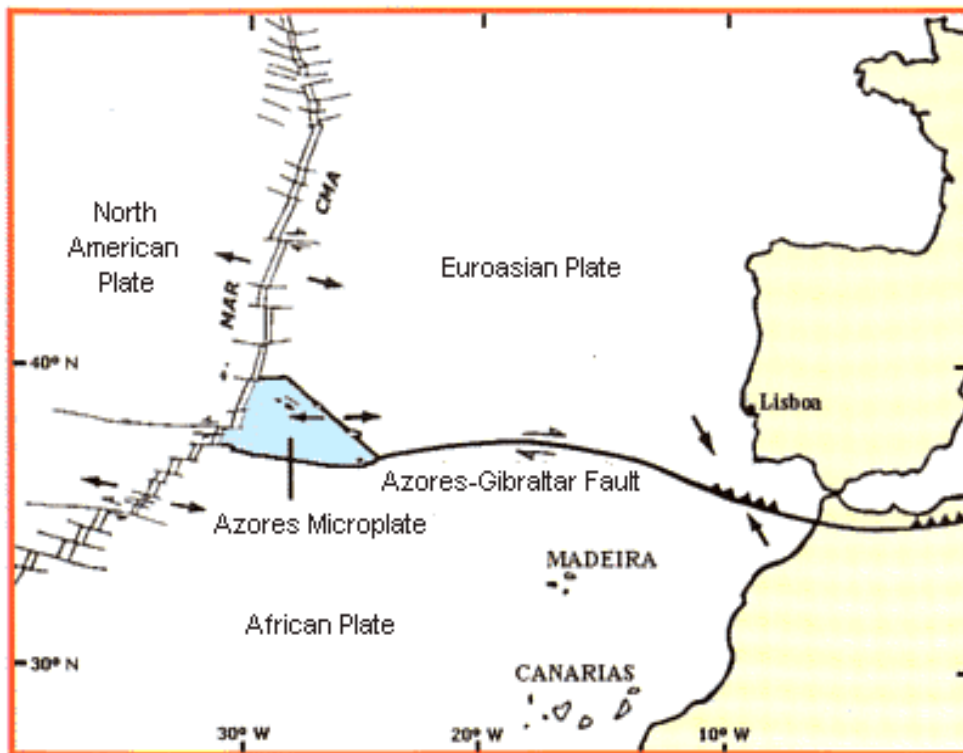 North
American
Plate
CMA
MAR
Euroasian Plate
40° N
Lisboa
Azores-Gibraltar Fault
Azores Microplate
MADEIRA
African Plate
30° N
CANARIAS
30° W
20° W
10° W